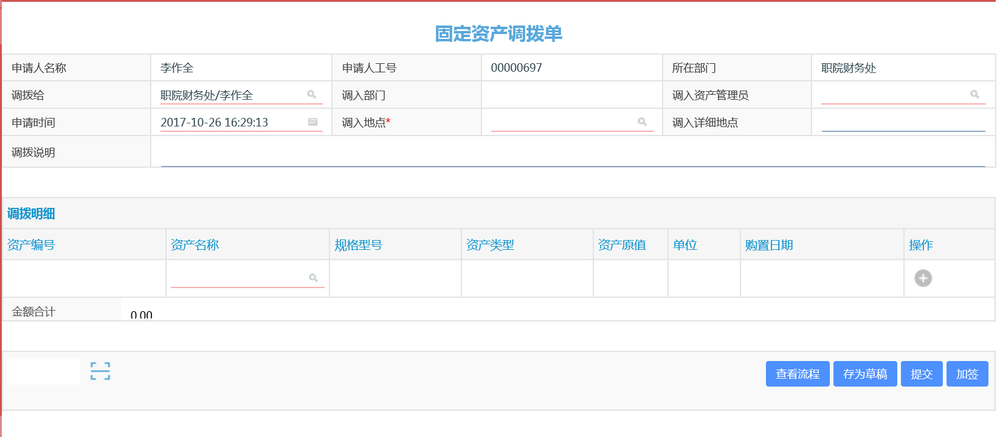 固定资产调拨单
申请人名称 李作全 申请人工号 00000697 所在部门 职院财务处
调拨给 职院财务处/李作全 调入部门 调入资产管理员
申请时间 2017-10-26 16:29:13 调入地点* 调入详细地点
调拨说明
调拨明细
资产编号 资产名称 规格型号 资产类型 资产原值 单位 购置日期 操作
金额合计 0.00
查看流程 存为草稿 提交 加签